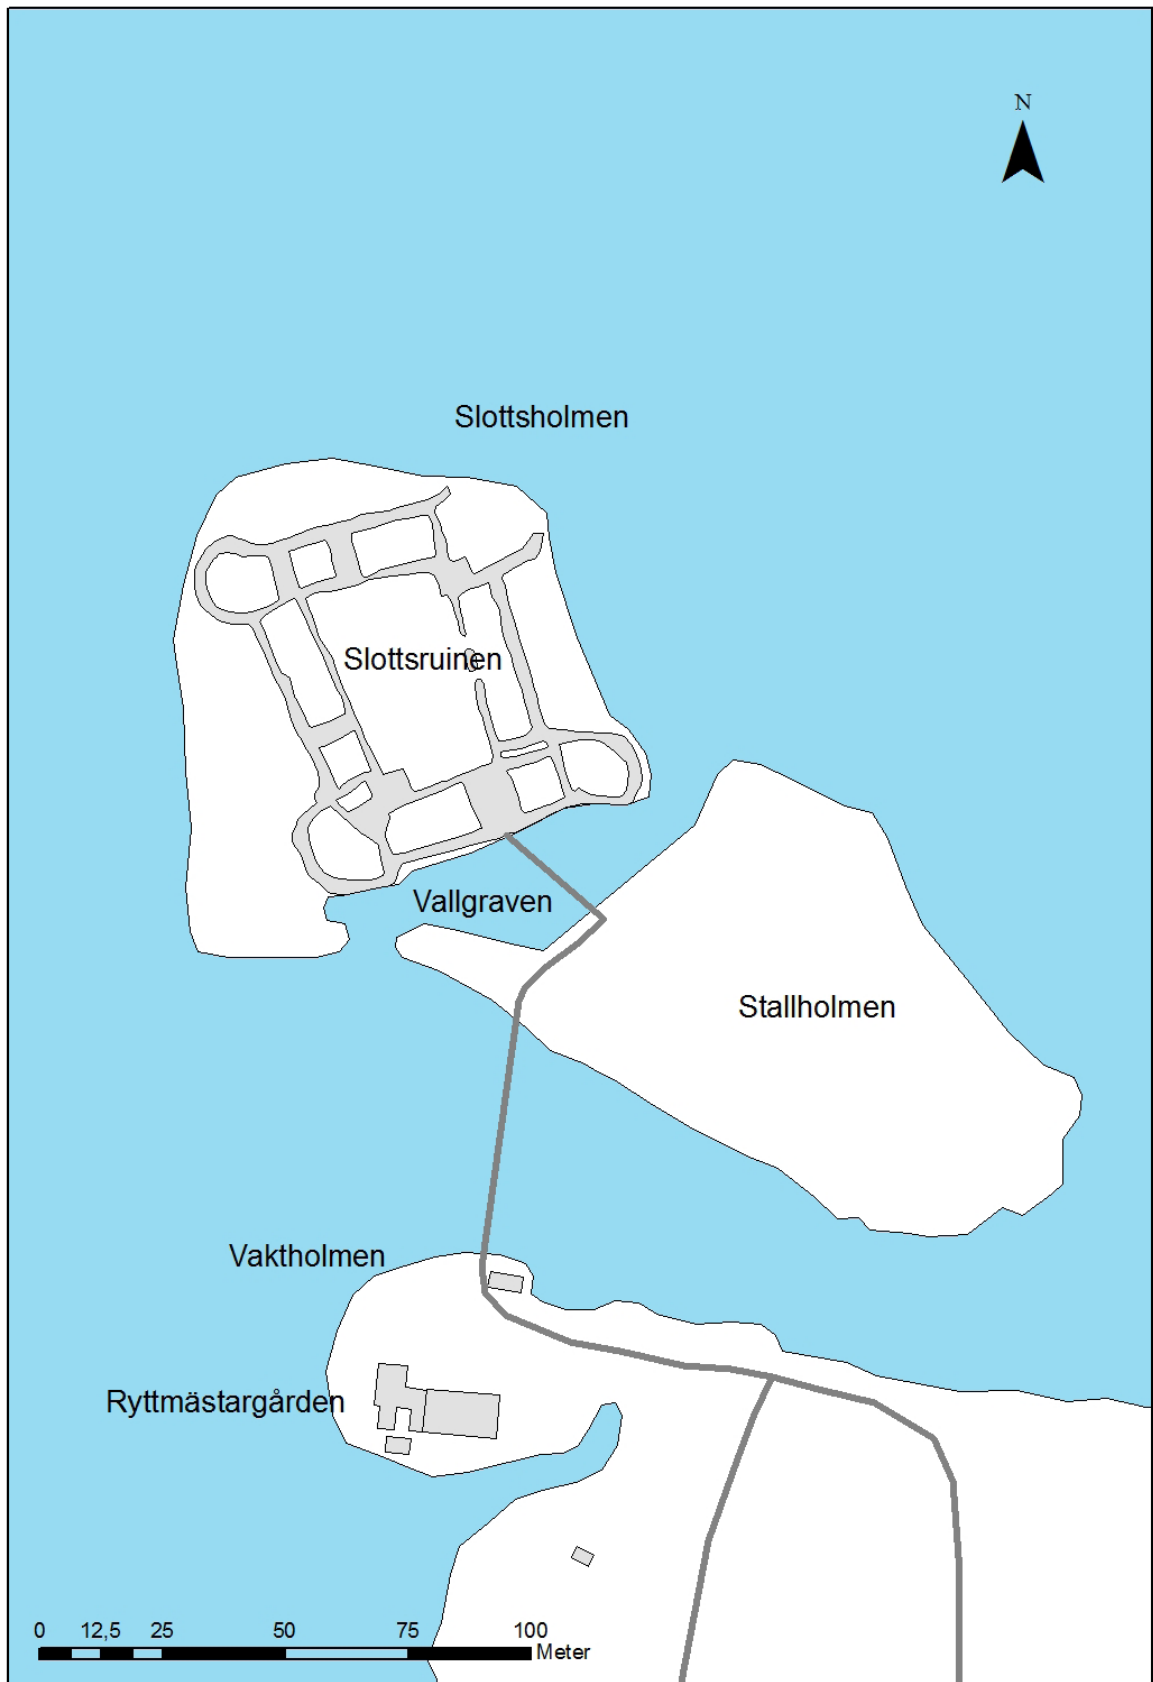 N
Slottsholmen
Slottsruinen
Vallgraven
Stallholmen
Vaktholmen
Ryttmästargården
0 12,5 25 50 75 100
Meter